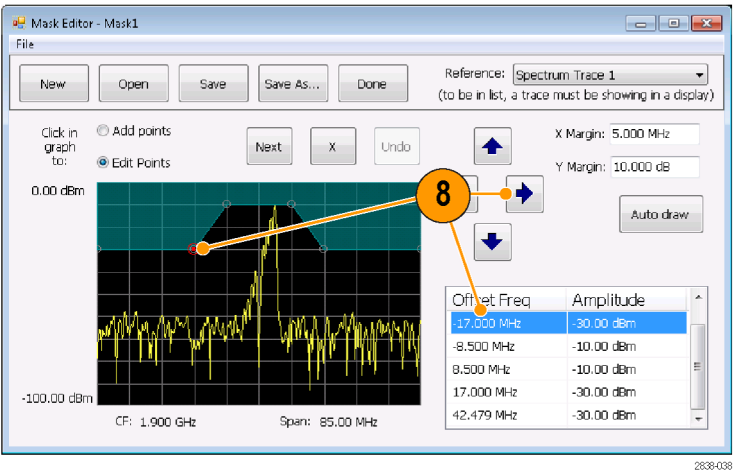 Mask Editor - Mask1
File
New
Open
Save
Save As...
Done
Reference: Spectrum Trace 1
(to be in list, a trace must be showing in a display)
Click in
graph
to:
Add points
Edit Points
Next
X
Undo
X Margin: 5.000 MHz
Y Margin: 10.000 dB
Auto draw
8
0.00 dBm
-100.00 dBm
CF: 1.900 GHz
Span: 85.00 MHz
Offset Freq Amplitude
-17.000 MHz -30.00 dBm
-8.500 MHz -10.00 dBm
8.500 MHz -10.00 dBm
17.000 MHz -30.00 dBm
42.479 MHz -30.00 dBm
2838-038